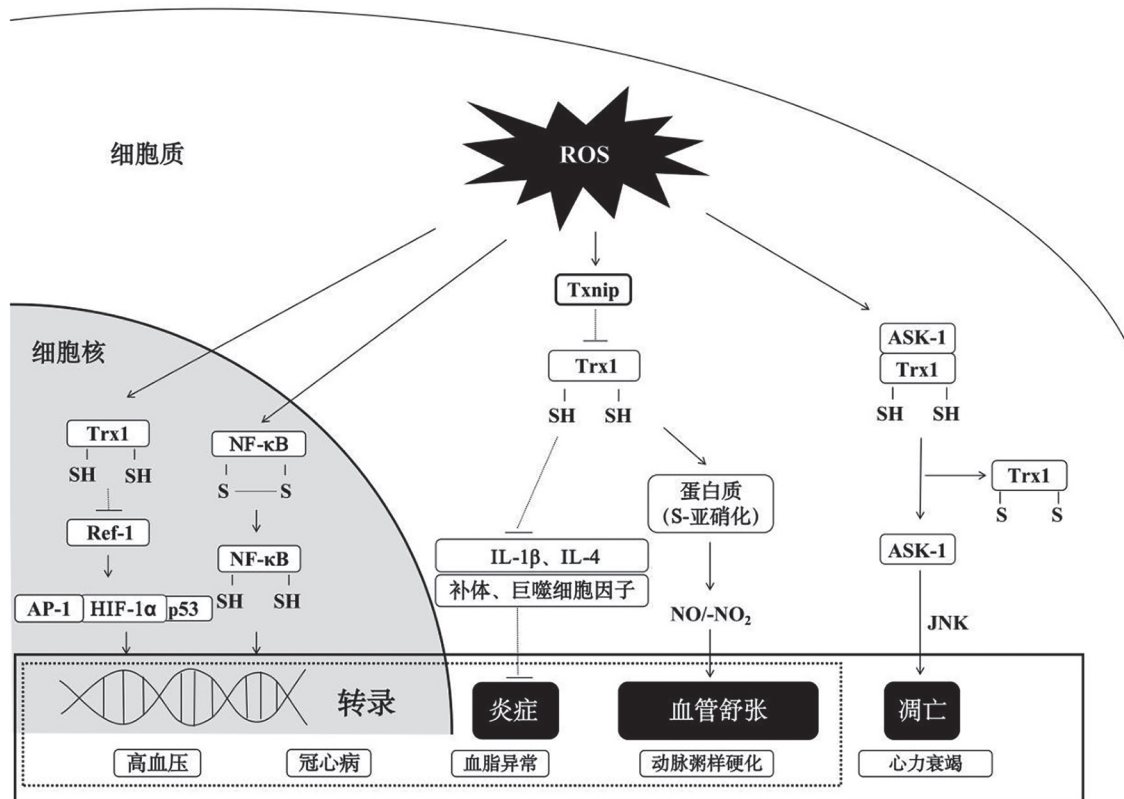 ROS
细胞质
Txnip
细胞核
ASK-1
Trx1
Trx1
SH SH
SH SH
Trx1
NF-κB
SH SH
S S
Trx1
S S
蛋白质
(S-亚硝化)
Ref-1
NF-κB
IL-1β、IL-4
ASK-1
SH SH
补体、巨噬细胞因子
AP-1 HIF-1α p53
NO/-NO₂
JNK
转录
炎症
血管舒张
凋亡
高血压
冠心病
血脂异常
动脉粥样硬化
心力衰竭